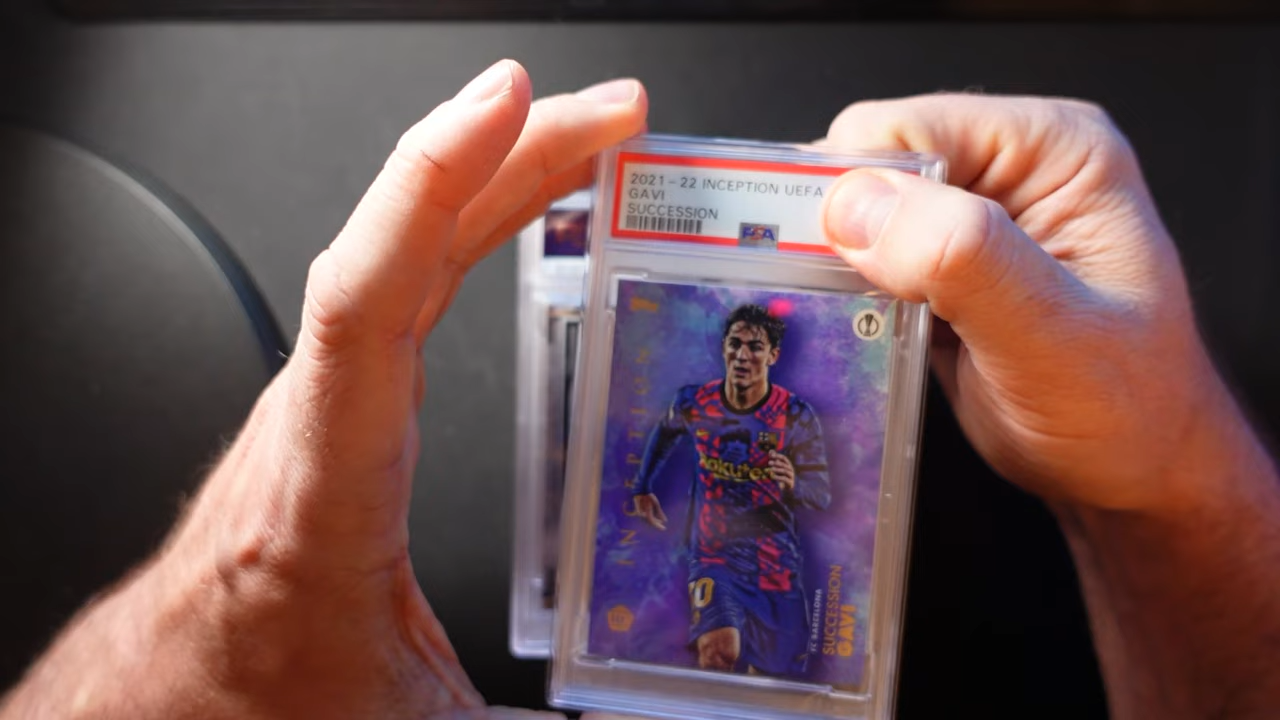 2021-22 INCEPTION UEFA
GAVI
SUCCESSION
PSA
INCEPTION
Rakuten
FC BARCELONA
SUCCESSION
GAVI